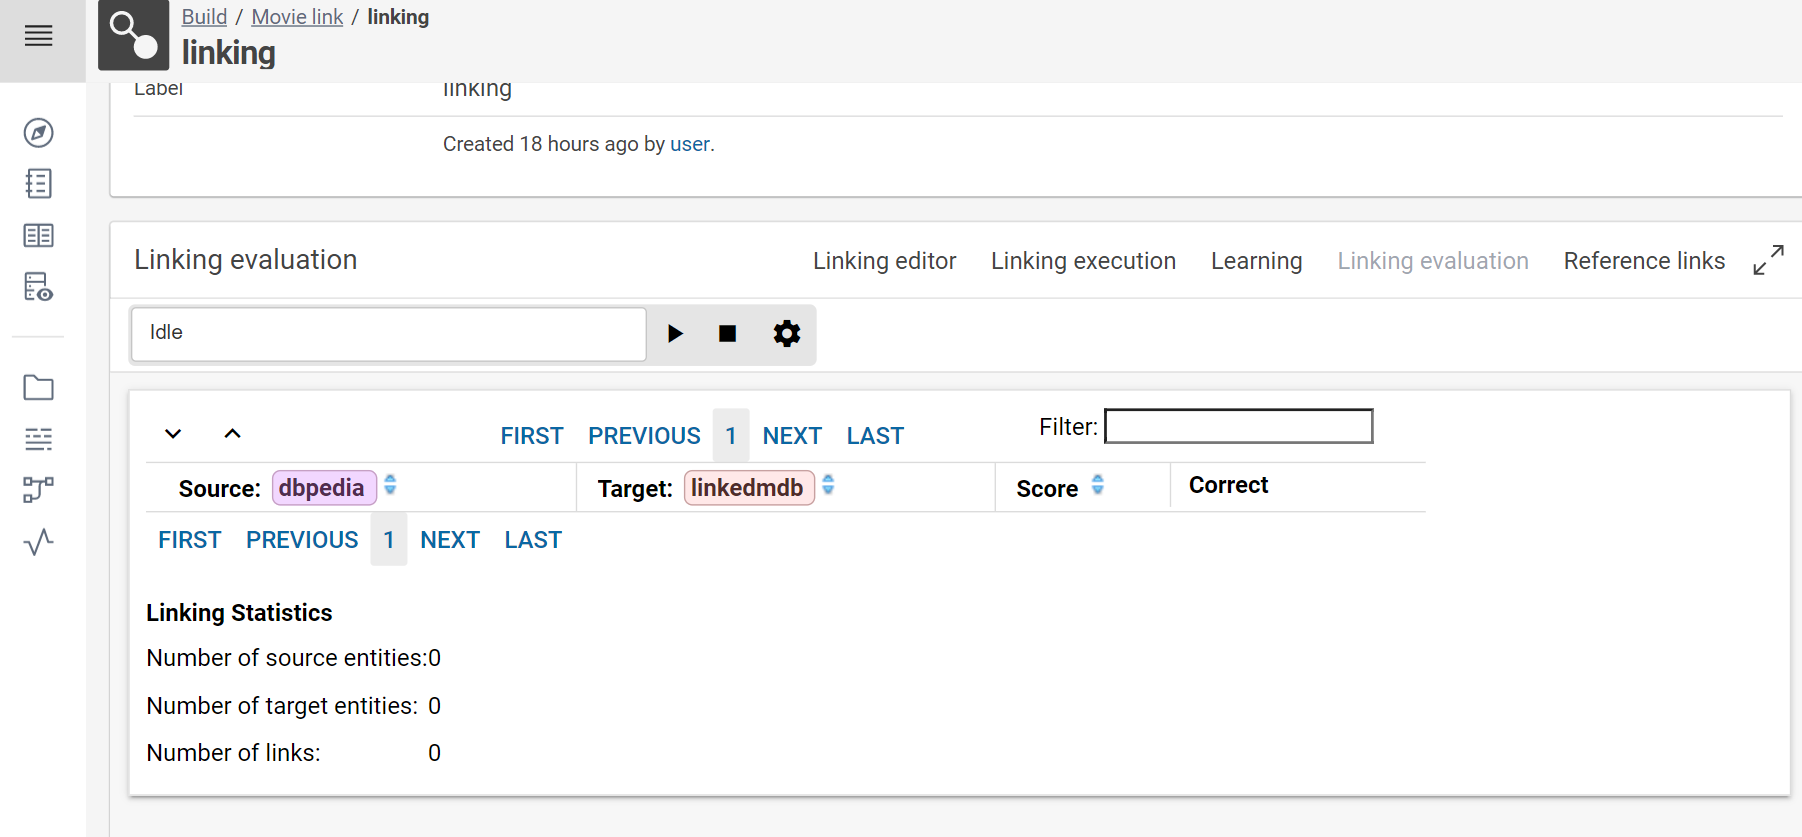 Build / Movie link / linking
linking
Label linking
Created 18 hours ago by user.
Linking evaluation Linking editor Linking execution Learning Linking evaluation Reference links
Idle
FIRST PREVIOUS 1 NEXT LAST Filter:
Source: dbpedia Target: linkedmdb Score Correct
FIRST PREVIOUS 1 NEXT LAST
Linking Statistics
Number of source entities:0
Number of target entities: 0
Number of links: 0